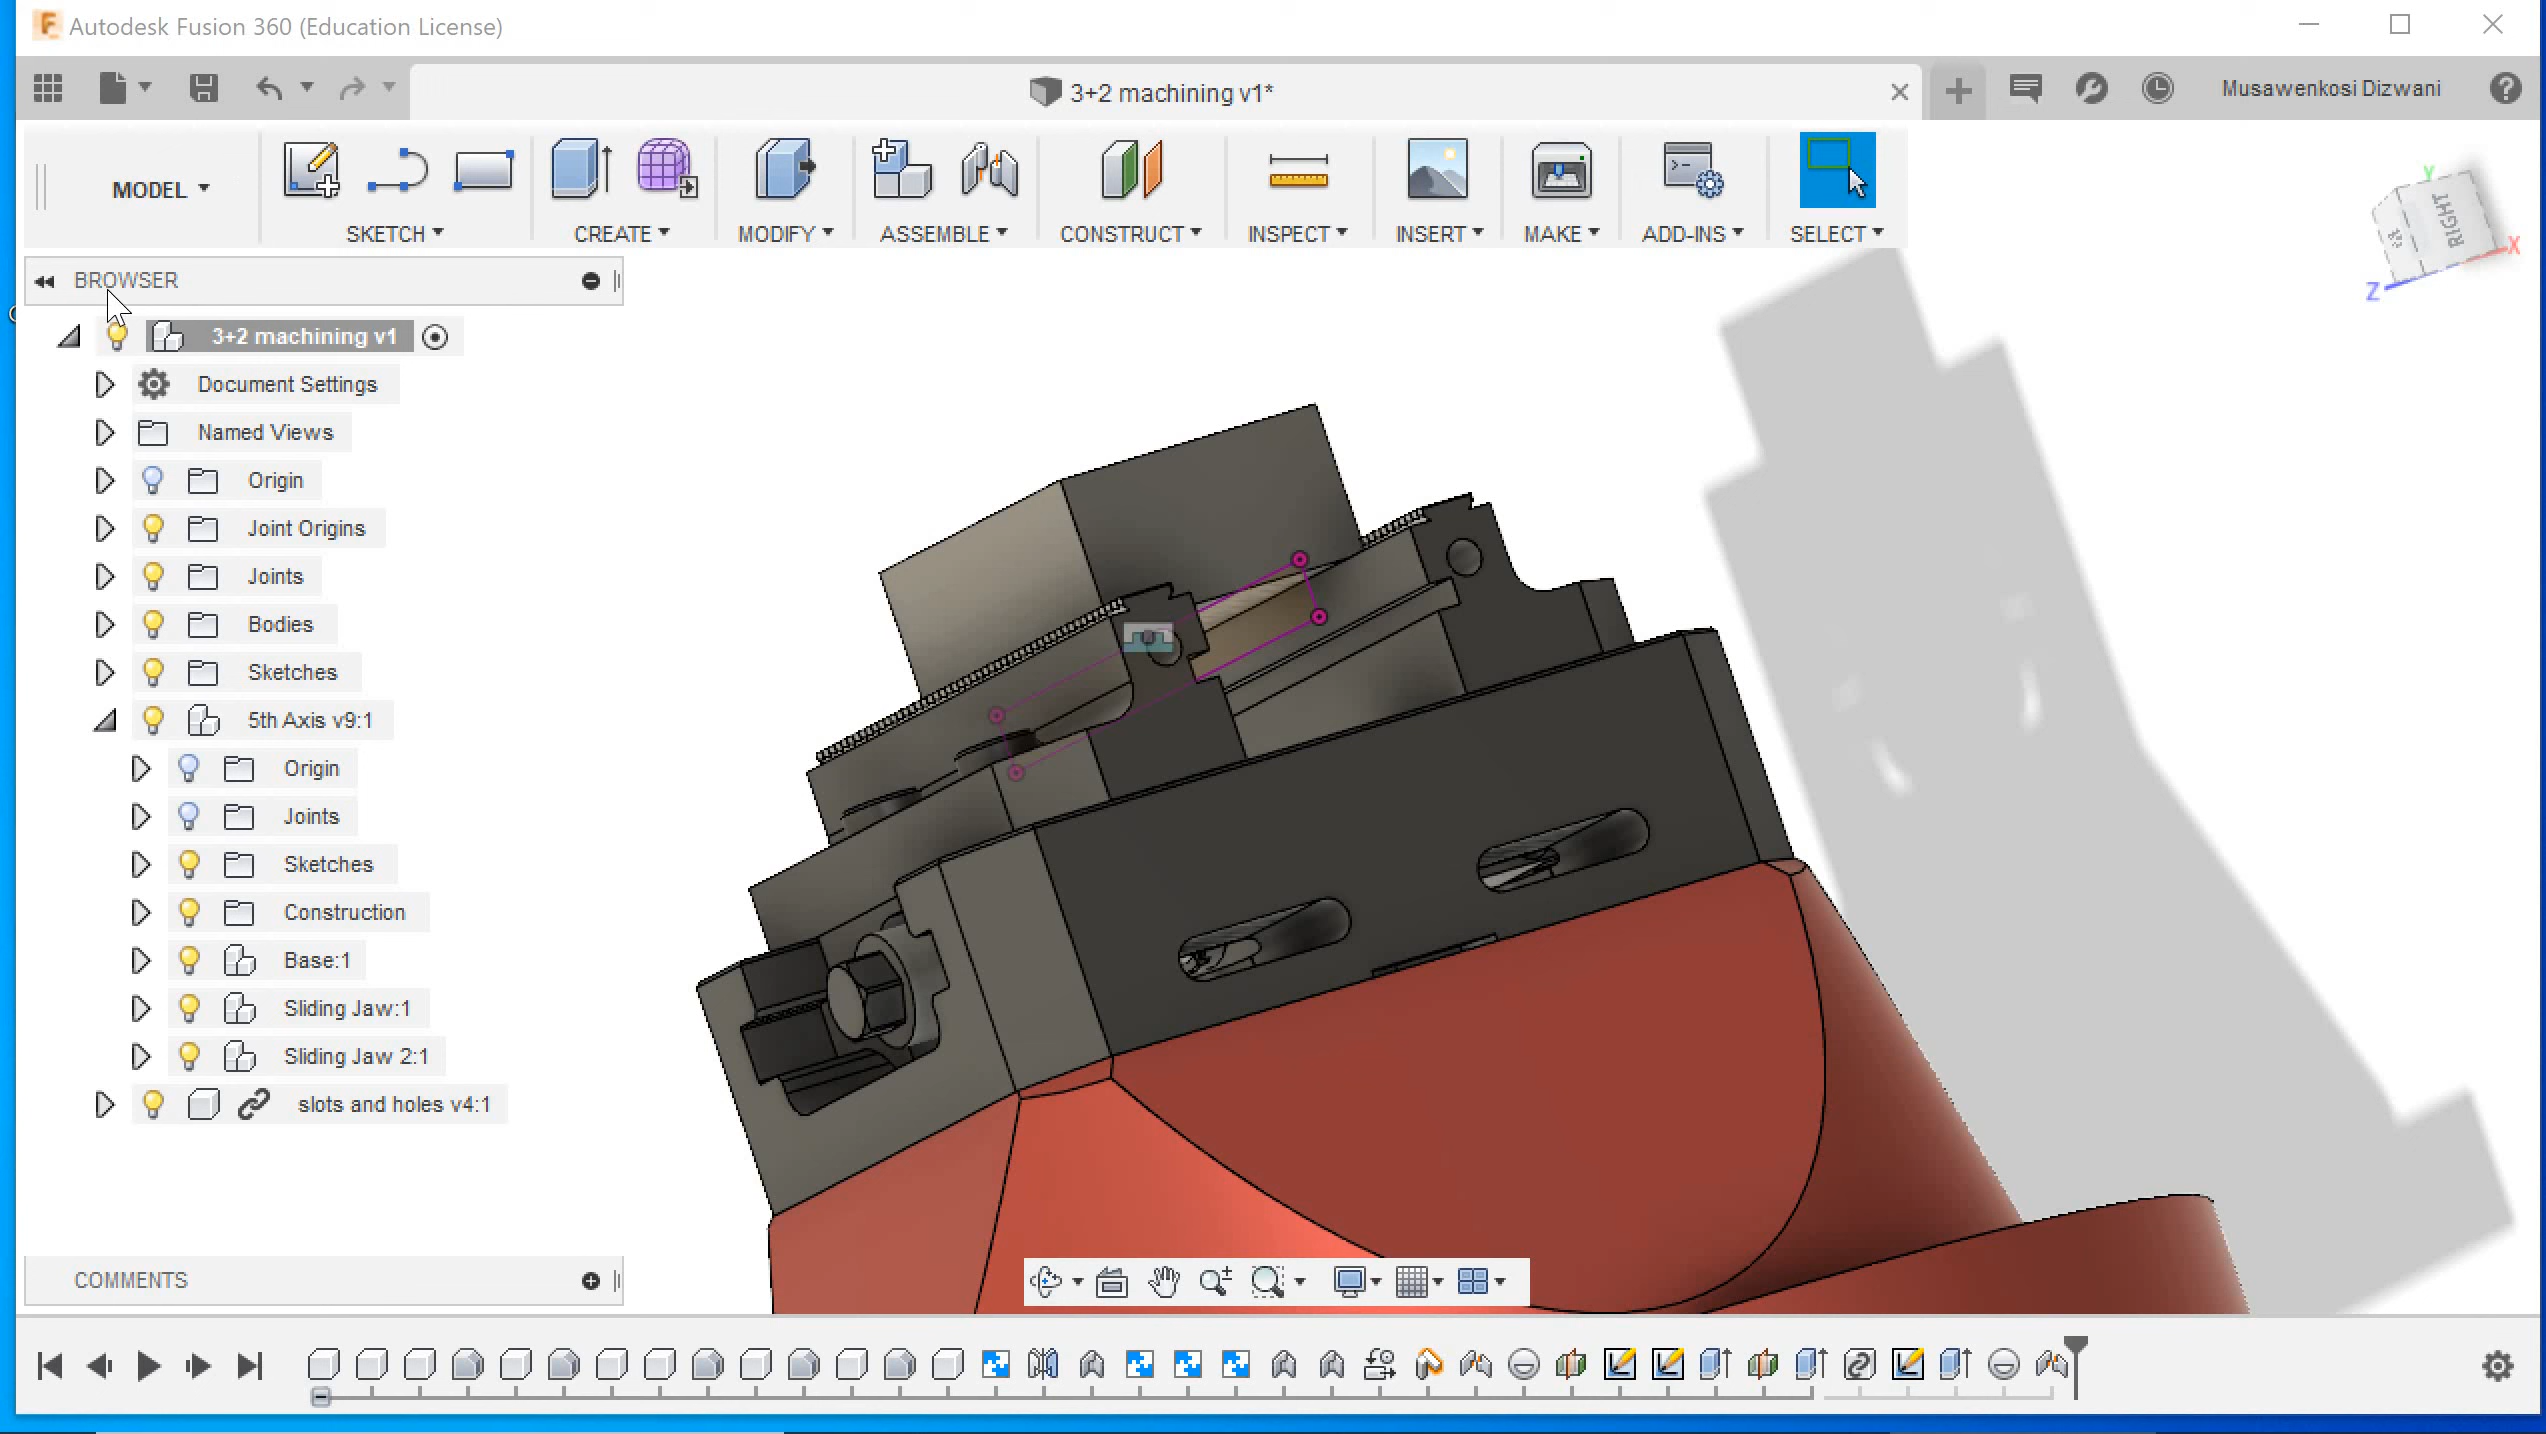 Autodesk Fusion 360 (Education License)
3+2 machining v1*
Musawenkosi Dizwani
MODEL
SKETCH
CREATE
MODIFY
ASSEMBLE
CONSTRUCT
INSPECT
INSERT
MAKE
ADD-INS
SELECT
Y
RIGHT
X
Z
BROWSER
3+2 machining v1
Document Settings
Named Views
Origin
Joint Origins
Joints
Bodies
Sketches
5th Axis v9:1
Origin
Joints
Sketches
Construction
Base:1
Sliding Jaw:1
Sliding Jaw 2:1
slots and holes v4:1
COMMENTS